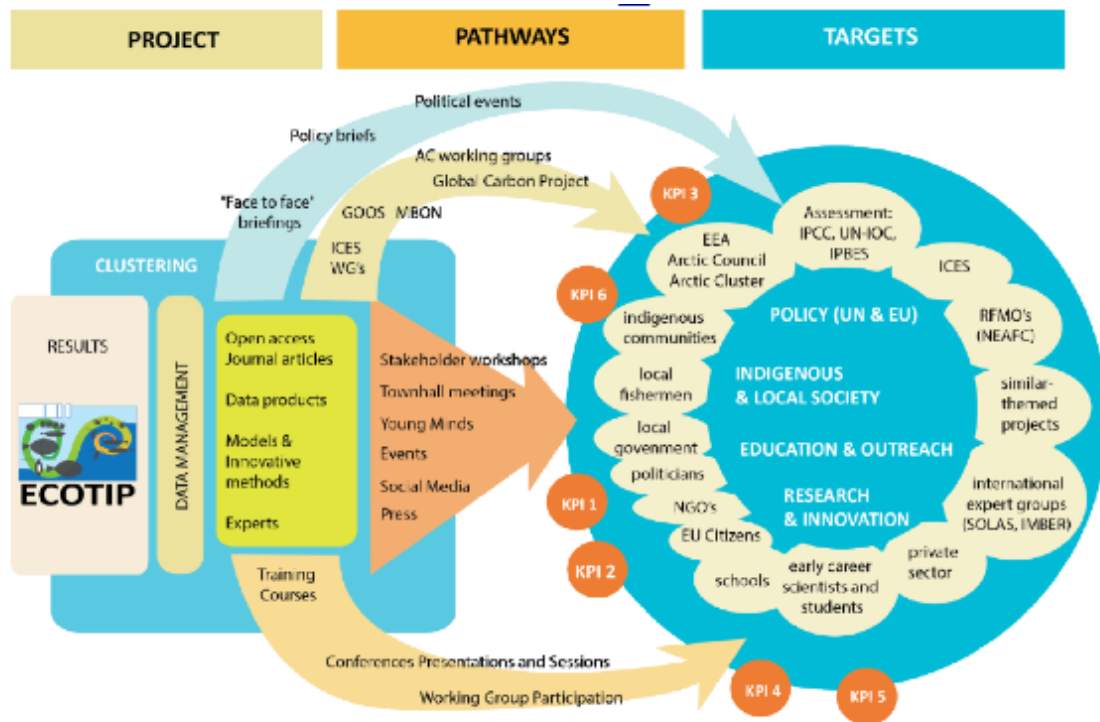 PROJECT
PATHWAYS
TARGETS
Political events
Policy briefs
AC working groups
Global Carbon Project
"Face to face"
briefings
GOOS MBON
ICES
WG's
CLUSTERING
RESULTS
ECOTIP
DATA MANAGEMENT
Open access
Journal articles
Data products
Models &
Innovative
methods
Experts
Stakeholder workshops
Townhall meetings
Young Minds
Events
Social Media
Press
Training
Courses
Conferences Presentations and Sessions
Working Group Participation
KPI 3
KPI 6
KPI 1
KPI 2
KPI 4
KPI 5
Assessment:
IPCC, UN-IOC,
IPBES
EEA
Arctic Council
Arctic Cluster
ICES
RFMO's
(NEAFC)
similar-
themed
projects
international
expert groups
(SOLAS, IMBER)
private
sector
early career
scientists and
students
schools
EU Citizens
NGO's
politicians
local
govenment
local
fishermen
indigenous
communities
POLICY (UN & EU)
INDIGENOUS
& LOCAL SOCIETY
EDUCATION & OUTREACH
RESEARCH
& INNOVATION